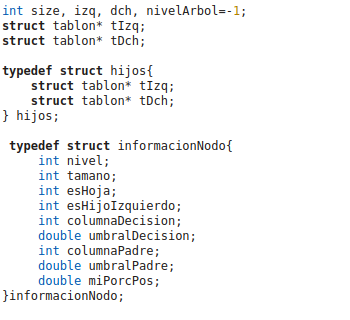 int size, izq, dch, nivelArbol=-1;
struct tablon* tIzq;
struct tablon* tDch;
typedef struct hijos{
struct tablon* tIzq;
struct tablon* tDch;
} hijos;
typedef struct informacionNodo{
int nivel;
int tamano;
int esHoja;
int esHijoIzquierdo;
int columnaDecision;
double umbralDecision;
int columnaPadre;
double umbralPadre;
double miPorcPos;
}informacionNodo;